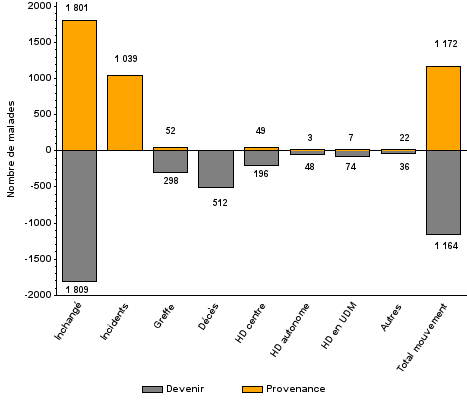 2000
1500
1000
500
0
-500
-1000
-1500
-2000
Nombre de malades
1 801
1 039
52
49
3
7
22
1 172
1 809
298
512
196
48
74
36
1 164
Inchangé
Incidents
Greffe
Décès
HD centre
HD autonome
HD en UDM
Autres
Total mouvement
Devenir
Provenance